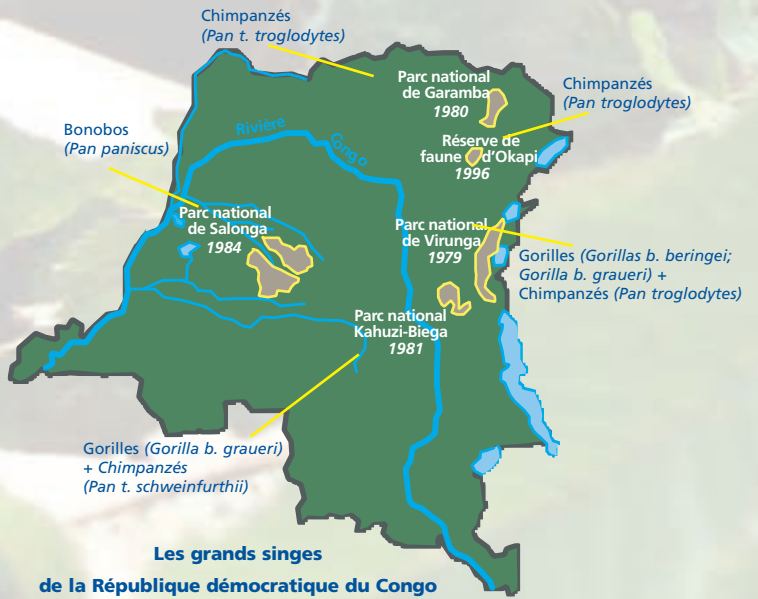 Chimpanzés
(Pan t. troglodytes)
Parc national
de Garamba
1980
Chimpanzés
(Pan troglodytes)
Bonobos
(Pan paniscus)
Rivière Congo
Réserve de
faune d'Okapi
1996
Parc national
de Salonga
1984
Parc national
de Virunga
1979
Gorilles (Gorillas b. beringei;
Gorilla b. graueri) +
Chimpanzés (Pan troglodytes)
Parc national
Kahuzi-Biega
1981
Gorilles (Gorilla b. graueri)
+ Chimpanzés
(Pan t. schweinfurthii)
Les grands singes
de la République démocratique du Congo